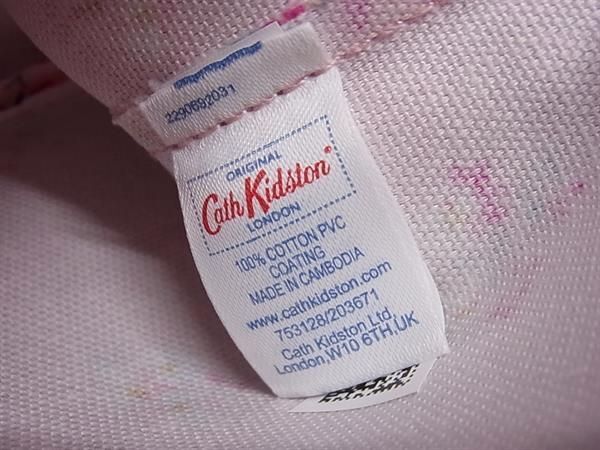 2290692031
ORIGINAL
Cath Kidston®
LONDON
100% COTTON PVC
COATING
MADE IN CAMBODIA
www.cathkidston.com
753128/203671
Cath Kidston Ltd.
London, W10 6TH.UK